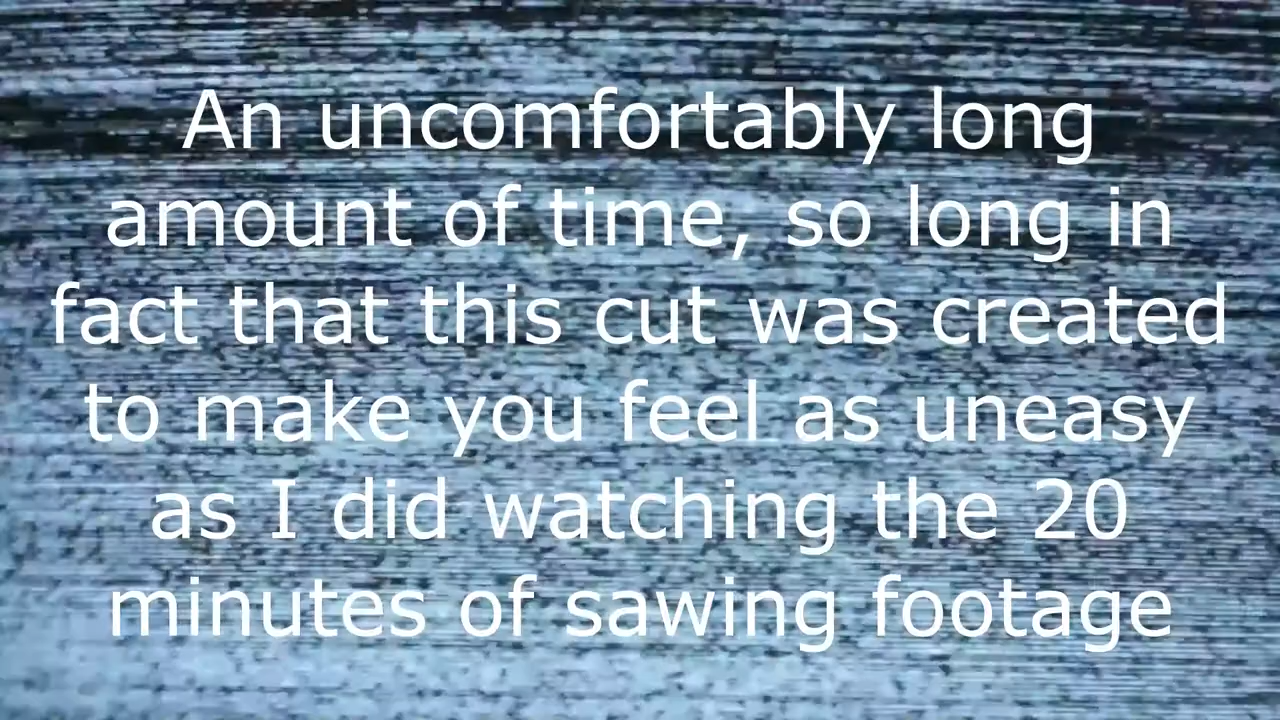 An uncomfortably long
amount of time, so long in
fact that this cut was created
to make you feel as uneasy
as I did watching the 20
minutes of sawing footage